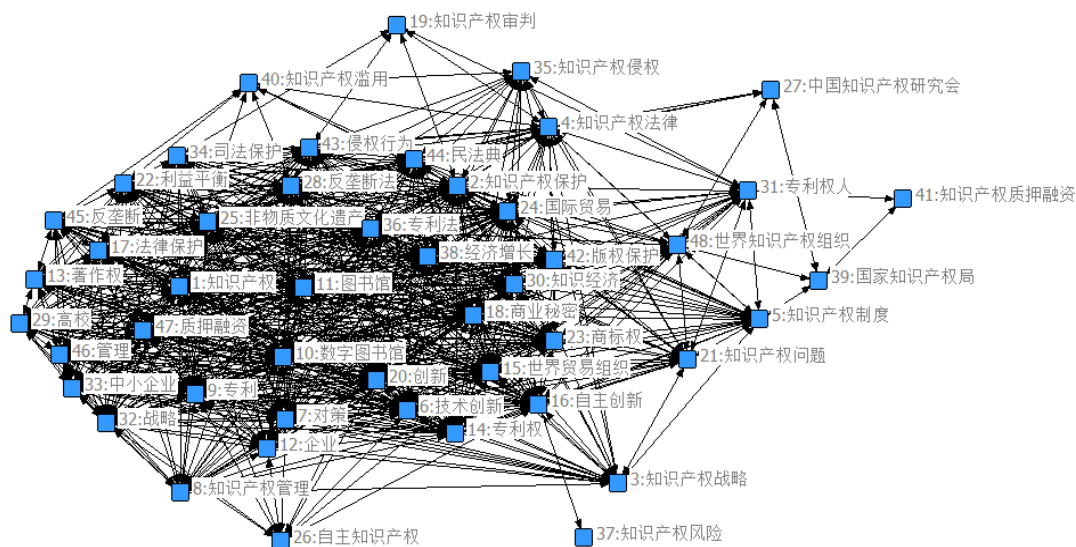 19:知识产权审判
35:知识产权侵权
40:知识产权滥用
27:中国知识产权研究会
4:知识产权法律
43:侵权行为
34:司法保护
44:民法典
22:利益平衡
28:反垄断法
2:知识产权保护
31:专利权人
41:知识产权质押融资
24:国际贸易
45:反垄断
25:非物质文化遗产
36:专利法
48:世界知识产权组织
17:法律保护
38:经济增长
42:版权保护
13:著作权
1:知识产权
11:图书馆
30:知识经济
39:国家知识产权局
18:商业秘密
5:知识产权制度
29:高校
47:质押融资
23:商标权
46:管理
10:数字图书馆
21:知识产权问题
15:世界贸易组织
20:创新
33:中小企业
9:专利
16:自主创新
6:技术创新
32:战略
7:对策
14:专利权
12:企业
3:知识产权战略
8:知识产权管理
26:自主知识产权
37:知识产权风险